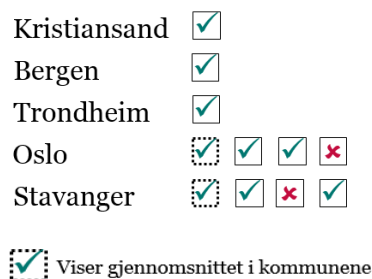 Kristiansand
Bergen
Trondheim
Oslo
Stavanger
Viser gjennomsnittet i kommunene